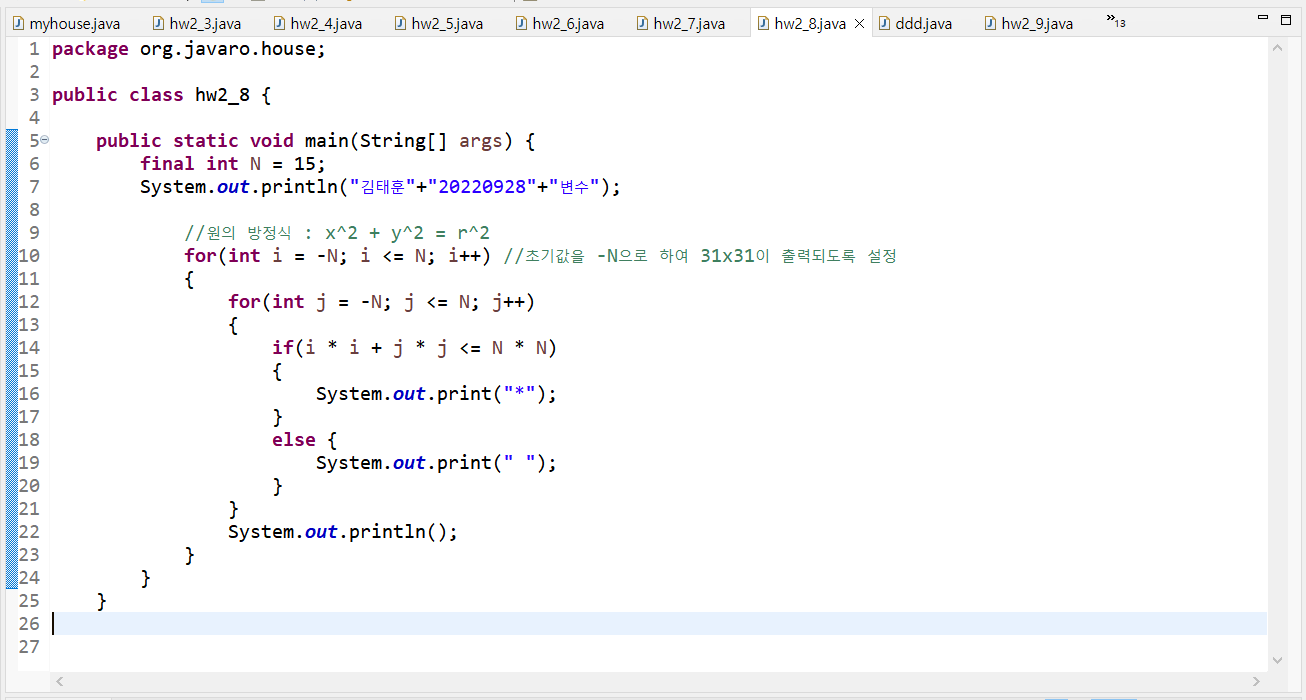 myhouse.java hw2_3.java hw2_4.java hw2_5.java hw2_6.java hw2_7.java hw2_8.java ddd.java hw2_9.java »13
1 package org.javaro.house;
2
3 public class hw2_8 {
4
5     public static void main(String[] args) {
6         final int N = 15;
7         System.out.println("김태훈"+"20220928"+"변수");
8
9             //원의 방정식 : x^2 + y^2 = r^2
10             for(int i = -N; i <= N; i++) //초기값을 -N으로 하여 31x31이 출력되도록 설정
11             {
12                 for(int j = -N; j <= N; j++)
13                 {
14                     if(i * i + j * j <= N * N)
15                     {
16                         System.out.print("*");
17                     }
18                     else {
19                         System.out.print(" ");
20                     }
21                 }
22                 System.out.println();
23             }
24         }
25     }
26
27